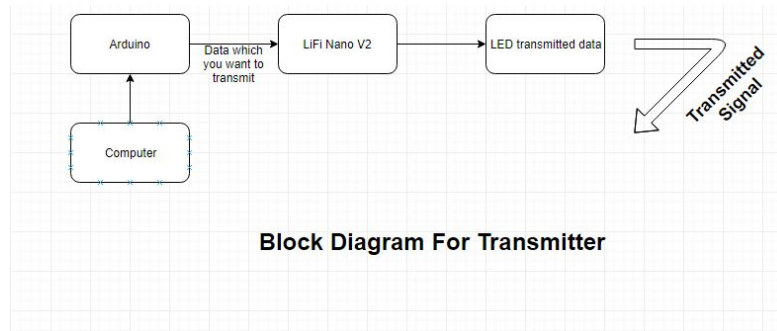 Arduino
Data which
you want to
transmit
LiFi Nano V2
LED transmitted data
Transmitted
Signal
Computer
Block Diagram For Transmitter